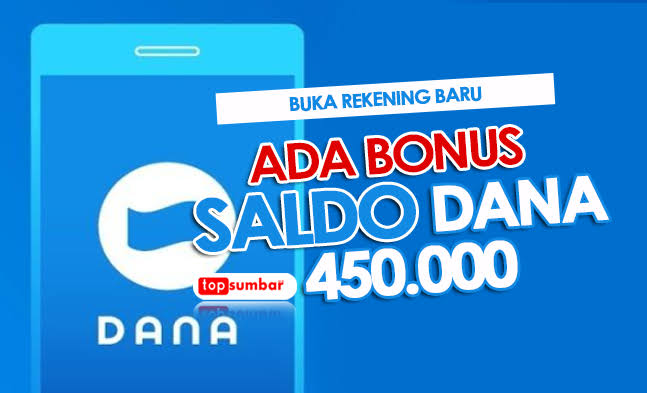 BUKA REKENING BARU
ADA BONUS
SALDO DANA
450.000
topsumbar
DANA